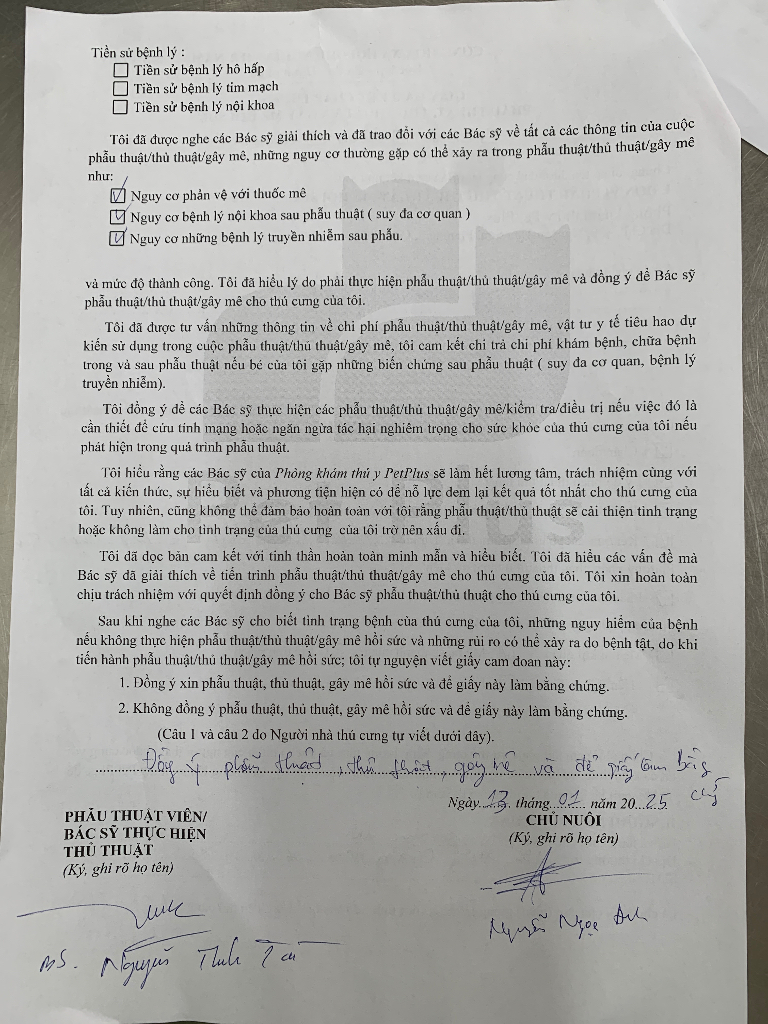 Tiền sử bệnh lý :
Tiền sử bệnh lý hô hấp
Tiền sử bệnh lý tim mạch
Tiền sử bệnh lý nội khoa
Tôi đã được nghe các Bác sỹ giải thích và đã trao đổi với các Bác sỹ về tất cả các thông tin của cuộc
phẫu thuật/thủ thuật/gây mê, những nguy cơ thường gặp có thể xảy ra trong phẫu thuật/thủ thuật/gây mê
như:
Nguy cơ phản vệ với thuốc mê
Nguy cơ bệnh lý nội khoa sau phẫu thuật ( suy đa cơ quan )
Nguy cơ những bệnh lý truyền nhiễm sau phẫu.
và mức độ thành công. Tôi đã hiểu lý do phải thực hiện phẫu thuật/thủ thuật/gây mê và đồng ý để Bác sỹ
phẫu thuật/thủ thuật/gây mê cho thú cưng của tôi.
Tôi đã được tư vấn những thông tin về chi phí phẫu thuật/thủ thuật/gây mê, vật tư y tế tiêu hao dự
kiến sử dụng trong cuộc phẫu thuật/thủ thuật/gây mê, tôi cam kết chi trả chi phí khám bệnh, chữa bệnh
trong và sau phẫu thuật nếu bé của tôi gặp những biến chứng sau phẫu thuật ( suy đa cơ quan, bệnh lý
truyền nhiễm).
Tôi đồng ý để các Bác sỹ thực hiện các phẫu thuật/thủ thuật/gây mê/kiểm tra/điều trị nếu việc đó là
cần thiết để cứu tính mạng hoặc ngăn ngừa tác hại nghiêm trọng cho sức khỏe của thú cưng của tôi nếu
phát hiện trong quá trình phẫu thuật.
Tôi hiểu rằng các Bác sỹ của Phòng khám thú y PetPlus sẽ làm hết lương tâm, trách nhiệm cùng với
tất cả kiến thức, sự hiểu biết và phương tiện hiện có để nỗ lực đem lại kết quả tốt nhất cho thú cưng của
tôi. Tuy nhiên, cũng không thể đảm bảo hoàn toàn với tôi rằng phẫu thuật/thủ thuật sẽ cải thiện tình trạng
hoặc không làm cho tình trạng của thú cưng của tôi trở nên xấu đi.
Tôi đã đọc bản cam kết với tinh thần hoàn toàn minh mẫn và hiểu biết. Tôi đã hiểu các vấn đề mà
Bác sỹ đã giải thích về tiến trình phẫu thuật/thủ thuật/gây mê cho thú cưng của tôi. Tôi xin hoàn toàn
chịu trách nhiệm với quyết định đồng ý cho Bác sỹ phẫu thuật/thủ thuật cho thú cưng của tôi.
Sau khi nghe các Bác sỹ cho biết tình trạng bệnh của thú cưng của tôi, những nguy hiểm của bệnh
nếu không thực hiện phẫu thuật/thủ thuật/gây mê hồi sức và những rủi ro có thể xảy ra do bệnh tật, do khi
tiến hành phẫu thuật/thủ thuật/gây mê hồi sức; tôi tự nguyện viết giấy cam đoan này:
1. Đồng ý xin phẫu thuật, thủ thuật, gây mê hồi sức và để giấy này làm bằng chứng.
2. Không đồng ý phẫu thuật, thủ thuật, gây mê hồi sức và để giấy này làm bằng chứng.
(Câu 1 và câu 2 do Người nhà thú cưng tự viết dưới đây).
Đồng ý phẫu thuật, thủ thuật, gây mê và để giấy làm bằng
chứng
Ngày 13 tháng 01 năm 2025
PHẪU THUẬT VIÊN/
BÁC SỸ THỰC HIỆN
THỦ THUẬT
(Ký, ghi rõ họ tên)
CHỦ NUÔI
(Ký, ghi rõ họ tên)
Nguyễn Ngọc Anh
BS. Nguyễn